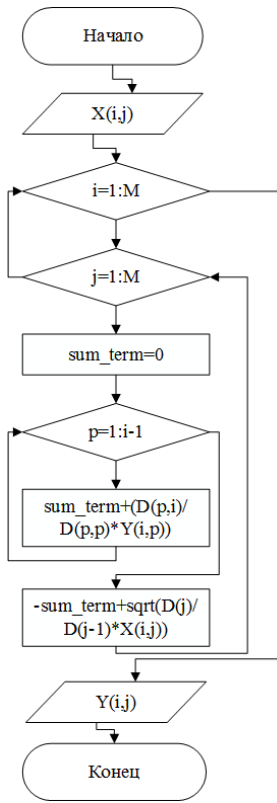 Начало
X(i,j)
i=1:M
j=1:M
sum_term=0
p=1:i-1
sum_term+(D(p,i)/
D(p,p)*Y(i,p))
-sum_term+sqrt(D(j)/
D(j-1)*X(i,j))
Y(i,j)
Конец